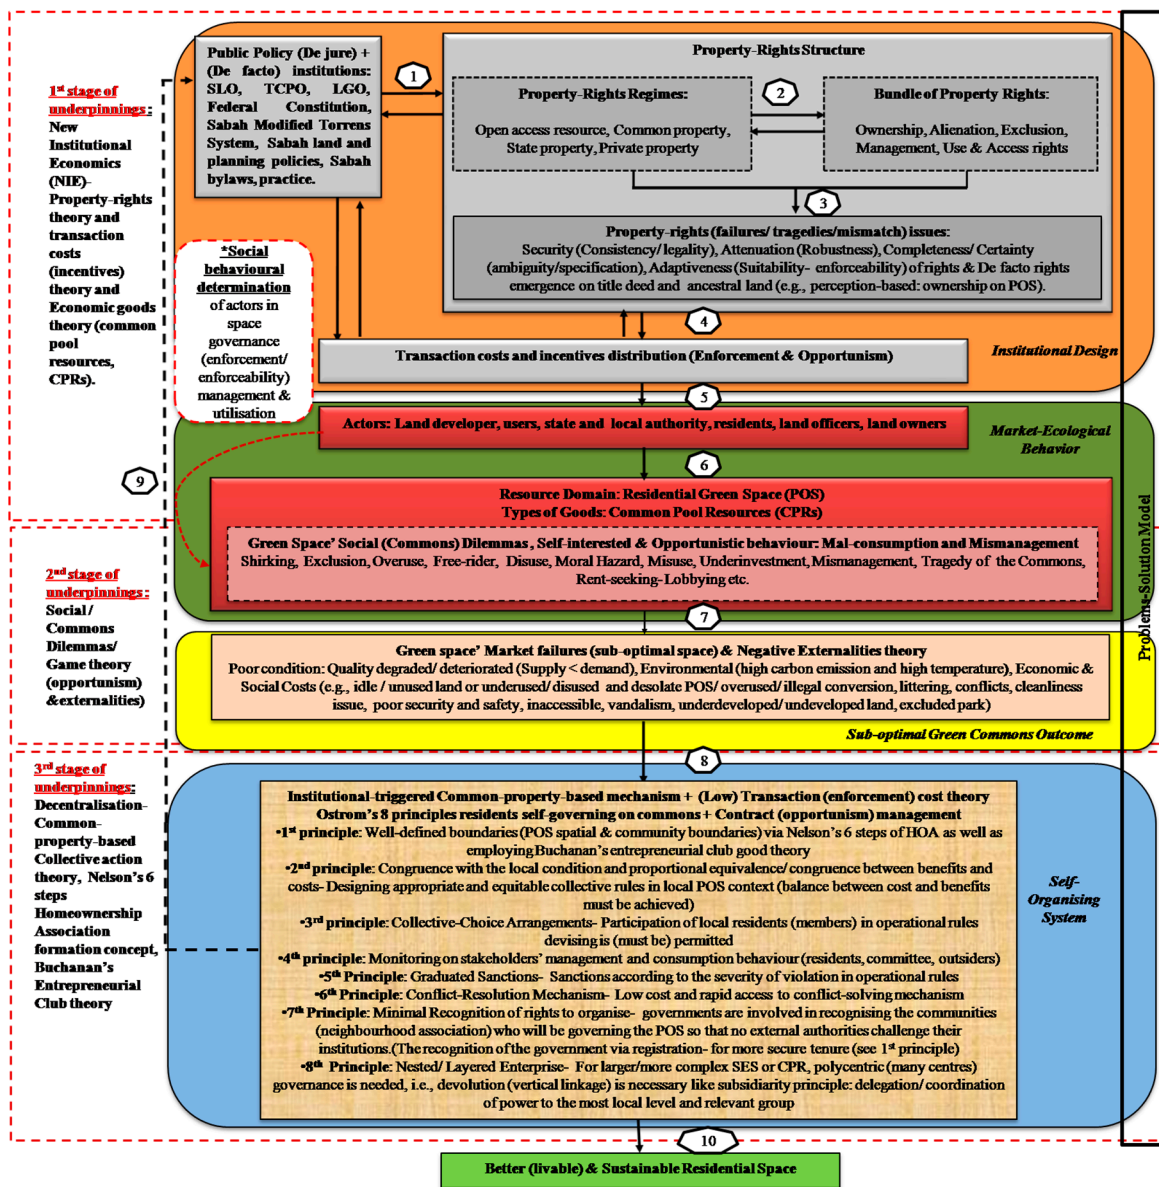 1st stage of
underpinnings:
New
Institutional
Economics
(NIE)-
Property-rights
theory and
transaction
costs
(incentives)
theory and
Economic goods
theory (common
pool
resources,
CPRs).
Public Policy (De jure) +
(De facto) institutions:
SLO, TCPO, LGO,
Federal Constitution,
Sabah Modified Torrens
System, Sabah land and
planning policies, Sabah
bylaws, practice.
1
Property-Rights Structure
Property-Rights Regimes:
Open access resource, Common property,
State property, Private property
2
Bundle of Property Rights:
Ownership, Alienation, Exclusion,
Management, Use & Access rights
3
Property-rights (failures/ tragedies/mismatch) issues:
Security (Consistency/ legality), Attenuation (Robustness), Completeness/ Certainty
(ambiguity/specification), Adaptiveness (Suitability- enforceability) of rights & De facto rights
emergence on title deed and ancestral land (e.g., perception-based: ownership on POS).
*Social
behavioural
determination
of actors in
space
governance
(enforcement/
enforceability)
management &
utilisation
4
Transaction costs and incentives distribution (Enforcement & Opportunism)
Institutional Design
5
Actors: Land developer, users, state and local authority, residents, land officers, land owners
Market-Ecological
Behavior
6
9
Resource Domain: Residential Green Space (POS)
Types of Goods: Common Pool Resources (CPRs)
Green Space' Social (Commons) Dilemmas, Self-interested & Opportunistic behaviour: Mal-consumption and Mismanagement
Shirking, Exclusion, Overuse, Free-rider, Disuse, Moral Hazard, Misuse, Underinvestment, Mismanagement, Tragedy of the Commons,
Rent-seeking-Lobbying etc.
Problems-Solution Model
2nd stage of
underpinnings:
Social /
Commons
Dilemmas/
Game theory
(opportunism)
&externalities)
7
Green space' Market failures (sub-optimal space) & Negative Externalities theory
Poor condition: Quality degraded/ deteriorated (Supply < demand), Environmental (high carbon emission and high temperature), Economic &
Social Costs (e.g., idle / unused land or underused/ disused and desolate POS/ overused/ illegal conversion, littering, conflicts, cleanliness
issue, poor security and safety, inaccessible, vandalism, underdeveloped/ undeveloped land, excluded park)
Sub-optimal Green Commons Outcome
8
3rd stage of
underpinnings:
Decentralisation-
Common-
property-based
Collective action
theory, Nelson's 6
steps
Homeownership
Association
formation concept,
Buchanan's
Entrepreneurial
Club theory
Institutional-triggered Common-property-based mechanism + (Low) Transaction (enforcement) cost theory
Ostrom's 8 principles residents self-governing on commons + Contract (opportunism) management
•1st principle: Well-defined boundaries (POS spatial & community boundaries) via Nelson's 6 steps of HOA as well as
employing Buchanan's entrepreneurial club good theory
•2nd principle: Congruence with the local condition and proportional equivalence/ congruence between benefits and
costs- Designing appropriate and equitable collective rules in local POS context (balance between cost and benefits
must be achieved)
•3rd principle: Collective-Choice Arrangements- Participation of local residents (members) in operational rules
devising is (must be) permitted
•4th principle: Monitoring on stakeholders' management and consumption behaviour (residents, committee, outsiders)
•5th Principle: Graduated Sanctions- Sanctions according to the severity of violation in operational rules
•6th Principle: Conflict-Resolution Mechanism- Low cost and rapid access to conflict-solving mechanism
•7th Principle: Minimal Recognition of rights to organise- governments are involved in recognising the communities
(neighbourhood association) who will be governing the POS so that no external authorities challenge their
institutions.(The recognition of the government via registration- for more secure tenure (see 1st principle)
•8th Principle: Nested/ Layered Enterprise- For larger/more complex SES or CPR, polycentric (many centres)
governance is needed, i.e., devolution (vertical linkage) is necessary like subsidiarity principle: delegation/ coordination
of power to the most local level and relevant group
Self-
Organising
System
10
Better (livable) & Sustainable Residential Space